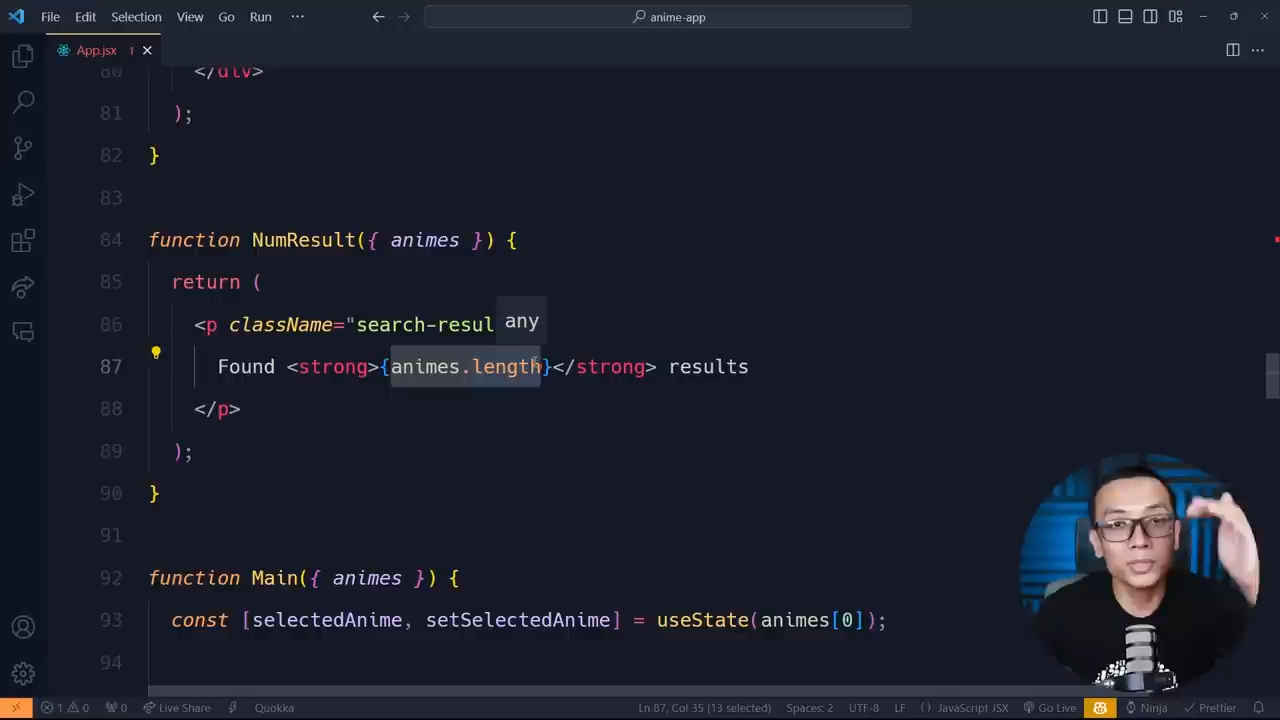 File Edit Selection View Go Run ··· anime-app
App.jsx 1
80 </div>
81 );
82 }
83
84 function NumResult({ animes }) {
85 return (
86 <p className="search-resul any
87 Found <strong>{animes.length}</strong> results
88 </p>
89 );
90 }
91
92 function Main({ animes }) {
93 const [selectedAnime, setSelectedAnime] = useState(animes[0]);
94
1 0 0 Live Share Quokka Ln 87, Col 35 (13 selected) Spaces: 2 UTF-8 LF {} JavaScript JSX Go Live Ninja Prettier